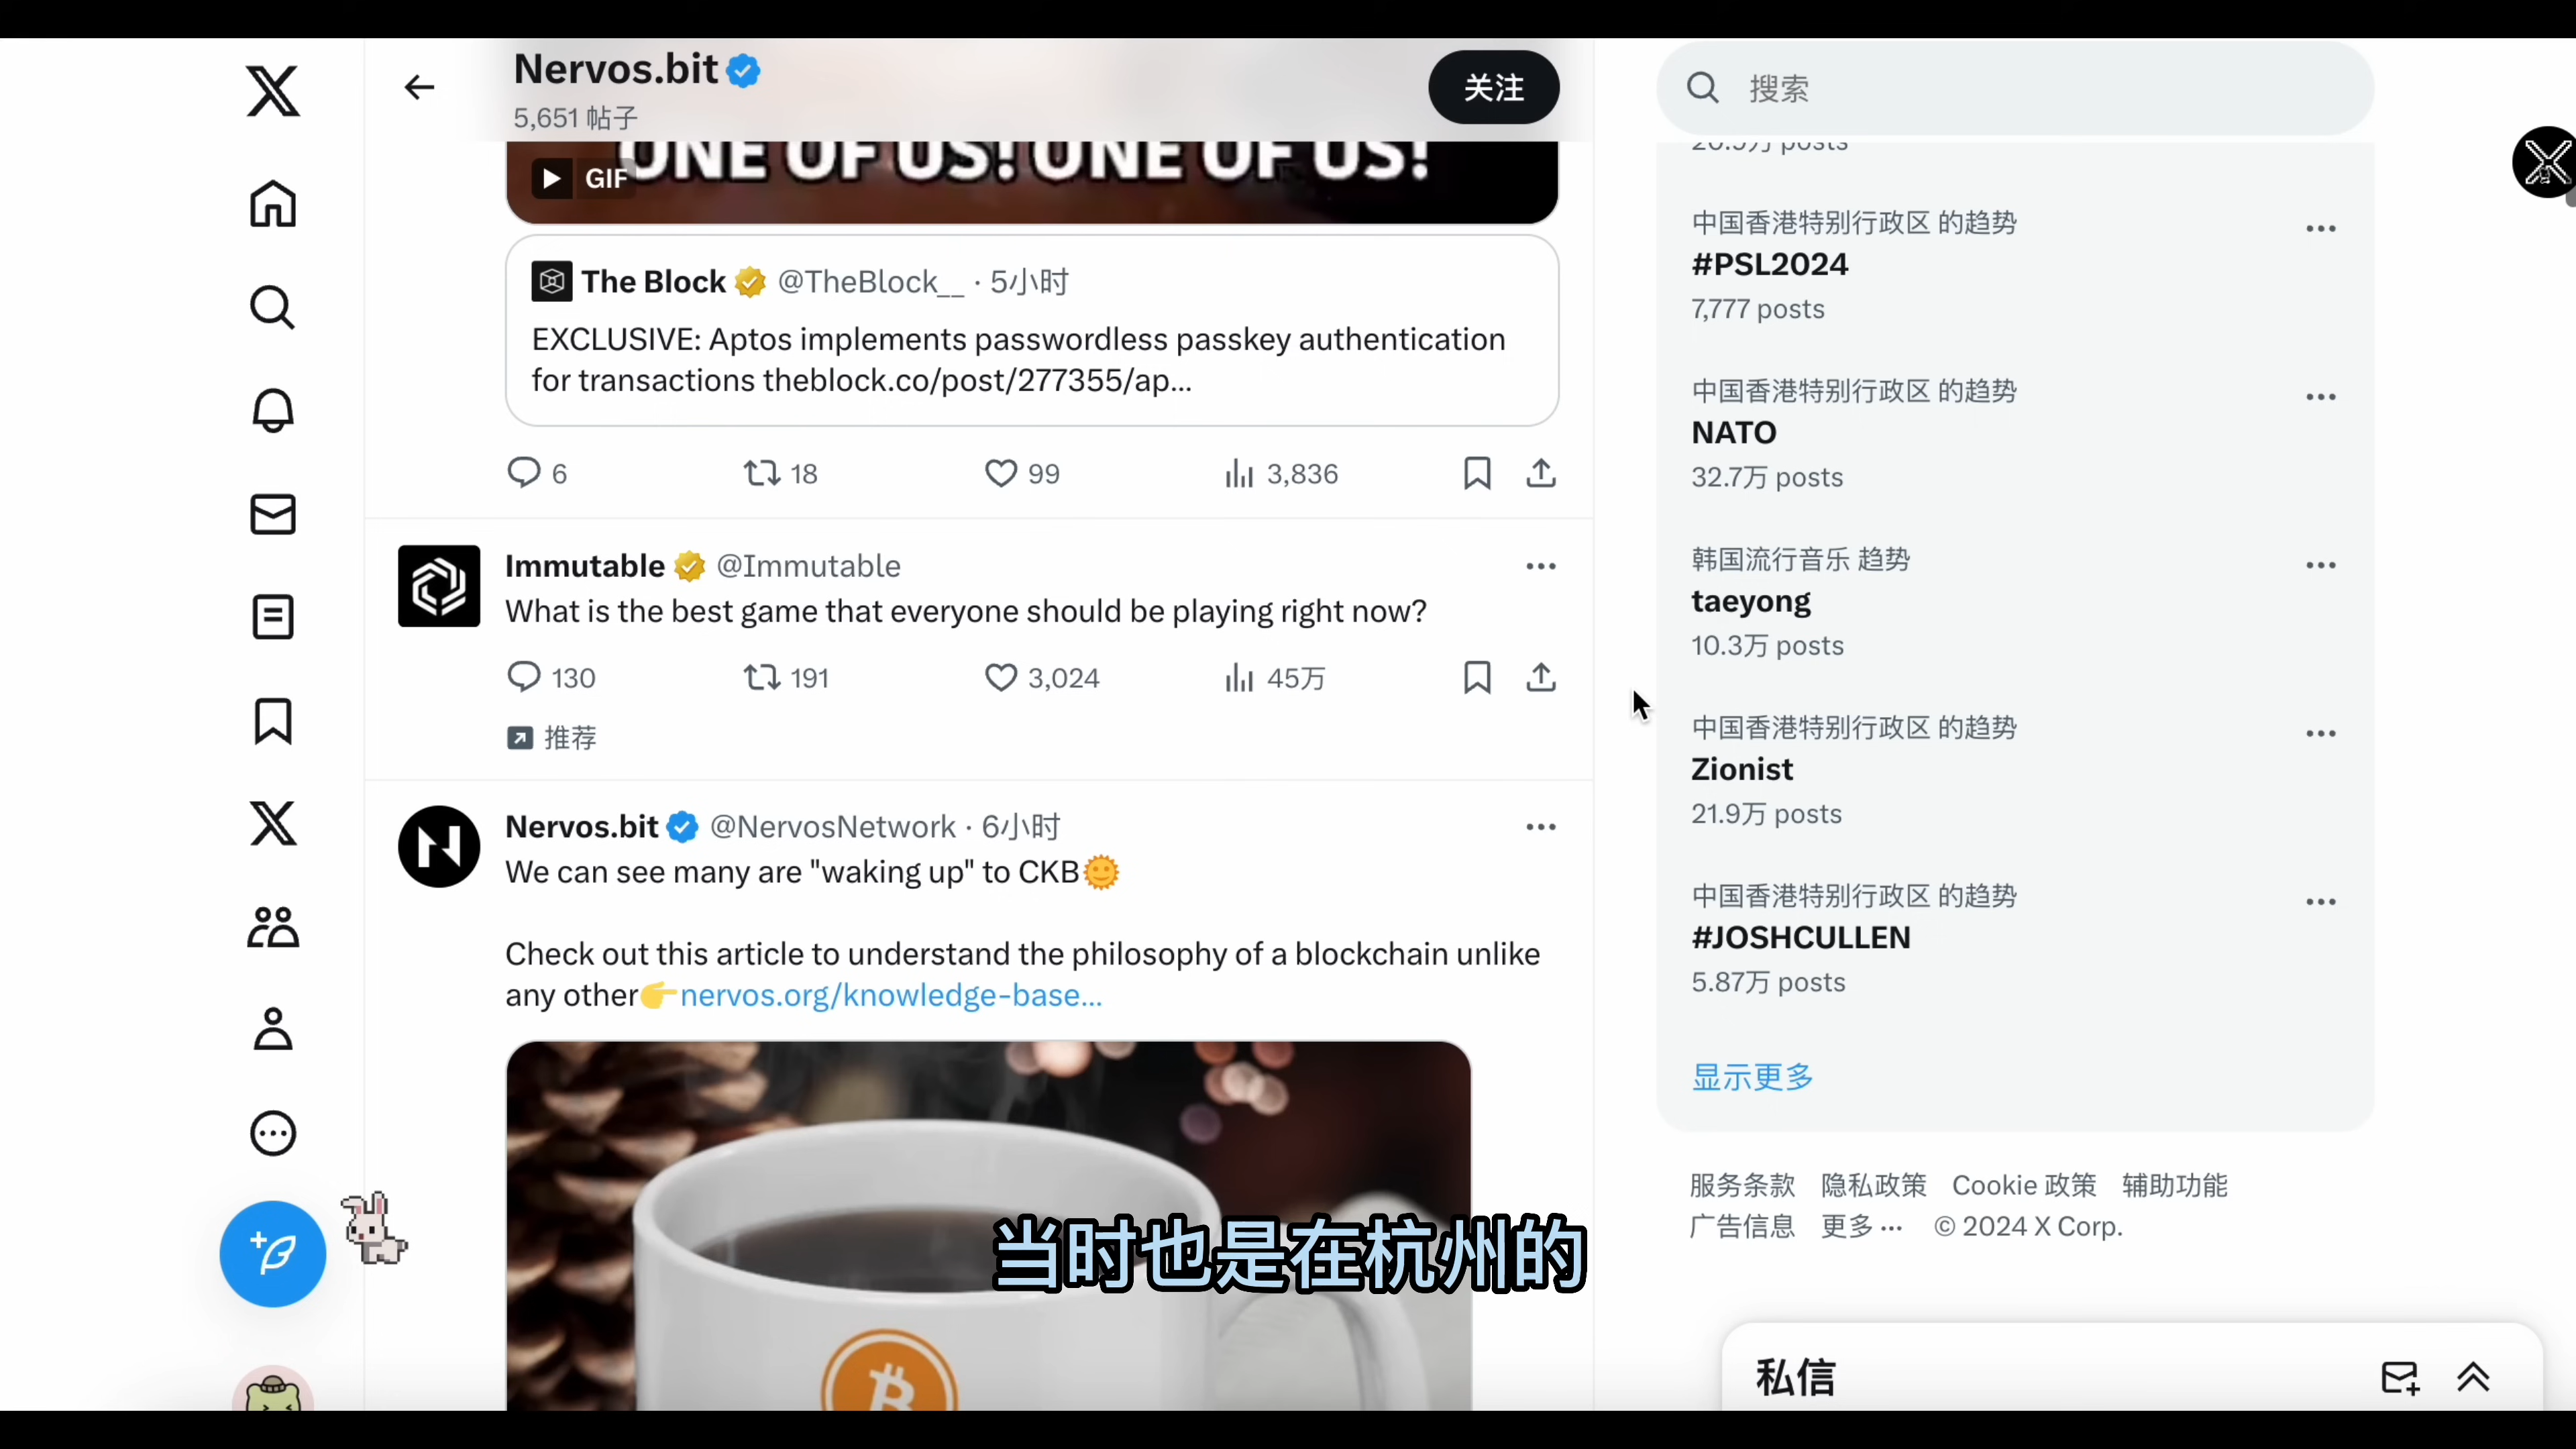 Nervos.bit
5,651 帖子
关注
搜索
ONE OF US! ONE OF US!
GIF
The Block @TheBlock__ · 5小时
EXCLUSIVE: Aptos implements passwordless passkey authentication
for transactions theblock.co/post/277355/ap...
6 18 99 3,836
Immutable @Immutable
What is the best game that everyone should be playing right now?
130 191 3,024 45万
推荐
Nervos.bit @NervosNetwork · 6小时
We can see many are "waking up" to CKB🌞
Check out this article to understand the philosophy of a blockchain unlike
any other👉nervos.org/knowledge-base...
当时也是在杭州的
posts
中国香港特别行政区 的趋势
#PSL2024
7,777 posts
中国香港特别行政区 的趋势
NATO
32.7万 posts
韩国流行音乐 趋势
taeyong
10.3万 posts
中国香港特别行政区 的趋势
Zionist
21.9万 posts
中国香港特别行政区 的趋势
#JOSHCULLEN
5.87万 posts
显示更多
服务条款 隐私政策 Cookie 政策 辅助功能
广告信息 更多 ··· © 2024 X Corp.
私信